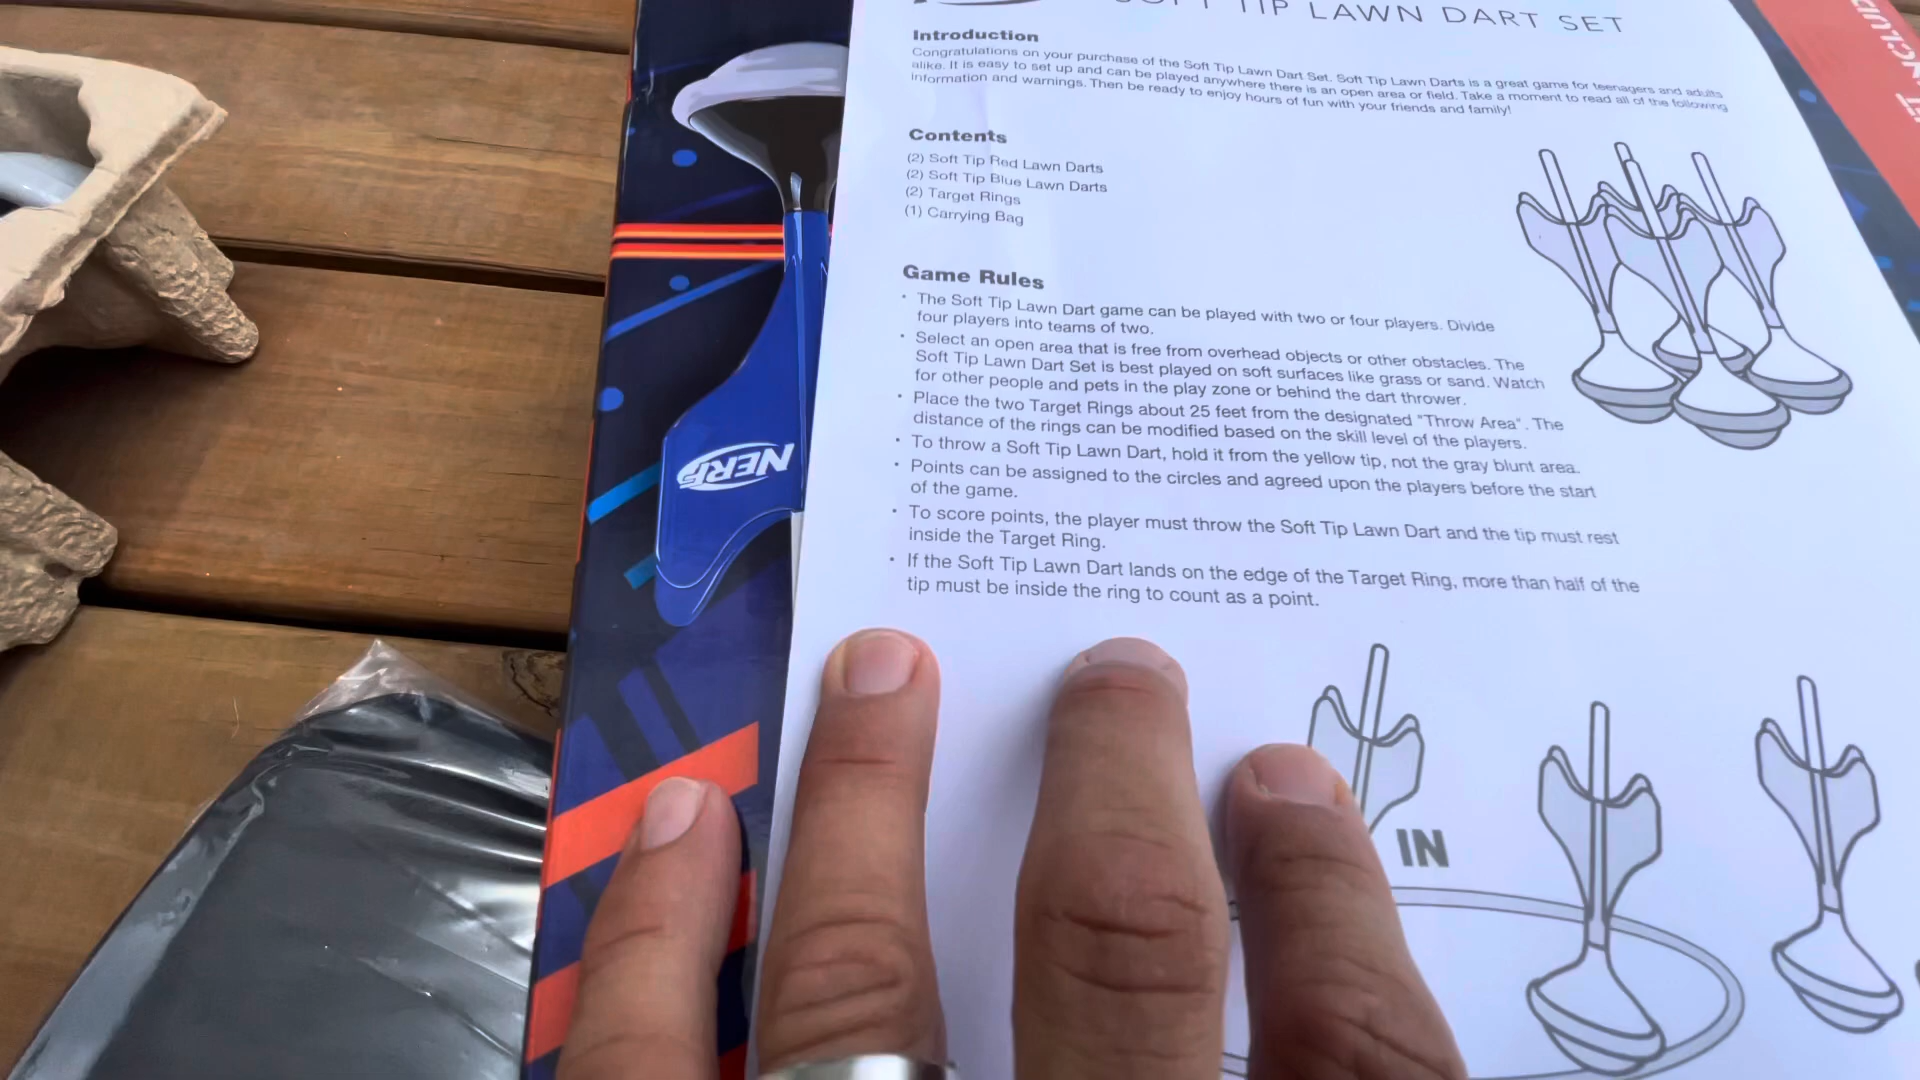 SOFT TIP LAWN DART SET
Introduction
Congratulations on your purchase of the Soft Tip Lawn Dart Set. Soft Tip Lawn Darts is a great game for teenagers and adults
alike. It is easy to set up and can be played anywhere there is an open area or field. Take a moment to read all of the following
information and warnings. Then be ready to enjoy hours of fun with your friends and family!
Contents
(2) Soft Tip Red Lawn Darts
(2) Soft Tip Blue Lawn Darts
(2) Target Rings
(1) Carrying Bag
Game Rules
• The Soft Tip Lawn Dart game can be played with two or four players. Divide
four players into teams of two.
• Select an open area that is free from overhead objects or other obstacles. The
Soft Tip Lawn Dart Set is best played on soft surfaces like grass or sand. Watch
for other people and pets in the play zone or behind the dart thrower.
• Place the two Target Rings about 25 feet from the designated "Throw Area". The
distance of the rings can be modified based on the skill level of the players.
• To throw a Soft Tip Lawn Dart, hold it from the yellow tip, not the gray blunt area.
• Points can be assigned to the circles and agreed upon the players before the start
of the game.
• To score points, the player must throw the Soft Tip Lawn Dart and the tip must rest
inside the Target Ring.
• If the Soft Tip Lawn Dart lands on the edge of the Target Ring, more than half of the
tip must be inside the ring to count as a point.
IN
NERF